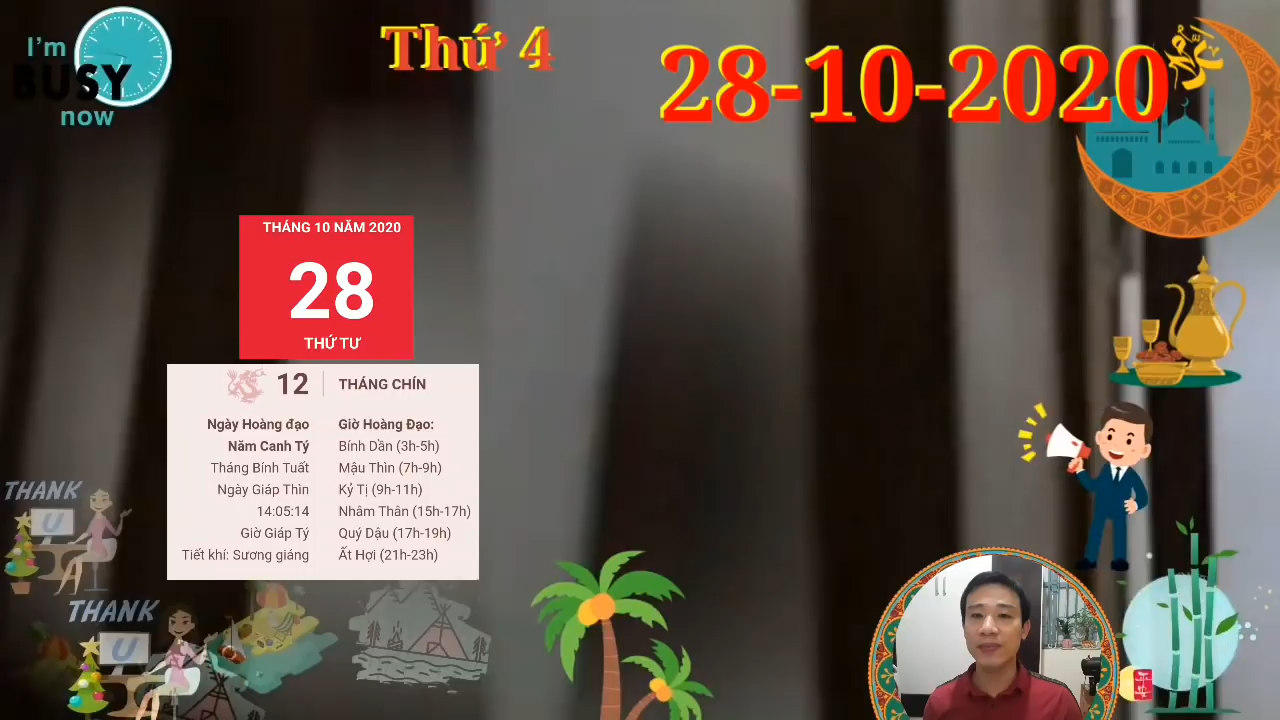 I'm
BUSY
now
Thứ 4
28-10-2020
THÁNG 10 NĂM 2020
28
THỨ TƯ
12
THÁNG CHÍN
Ngày Hoàng đạo
Năm Canh Tý
Tháng Bính Tuất
Ngày Giáp Thìn
14:05:14
Giờ Giáp Tý
Tiết khí: Sương giáng
Giờ Hoàng Đạo:
Bính Dần (3h-5h)
Mậu Thìn (7h-9h)
Kỷ Tị (9h-11h)
Nhâm Thân (15h-17h)
Quý Dậu (17h-19h)
Ất Hợi (21h-23h)
THANK
U
THANK
U